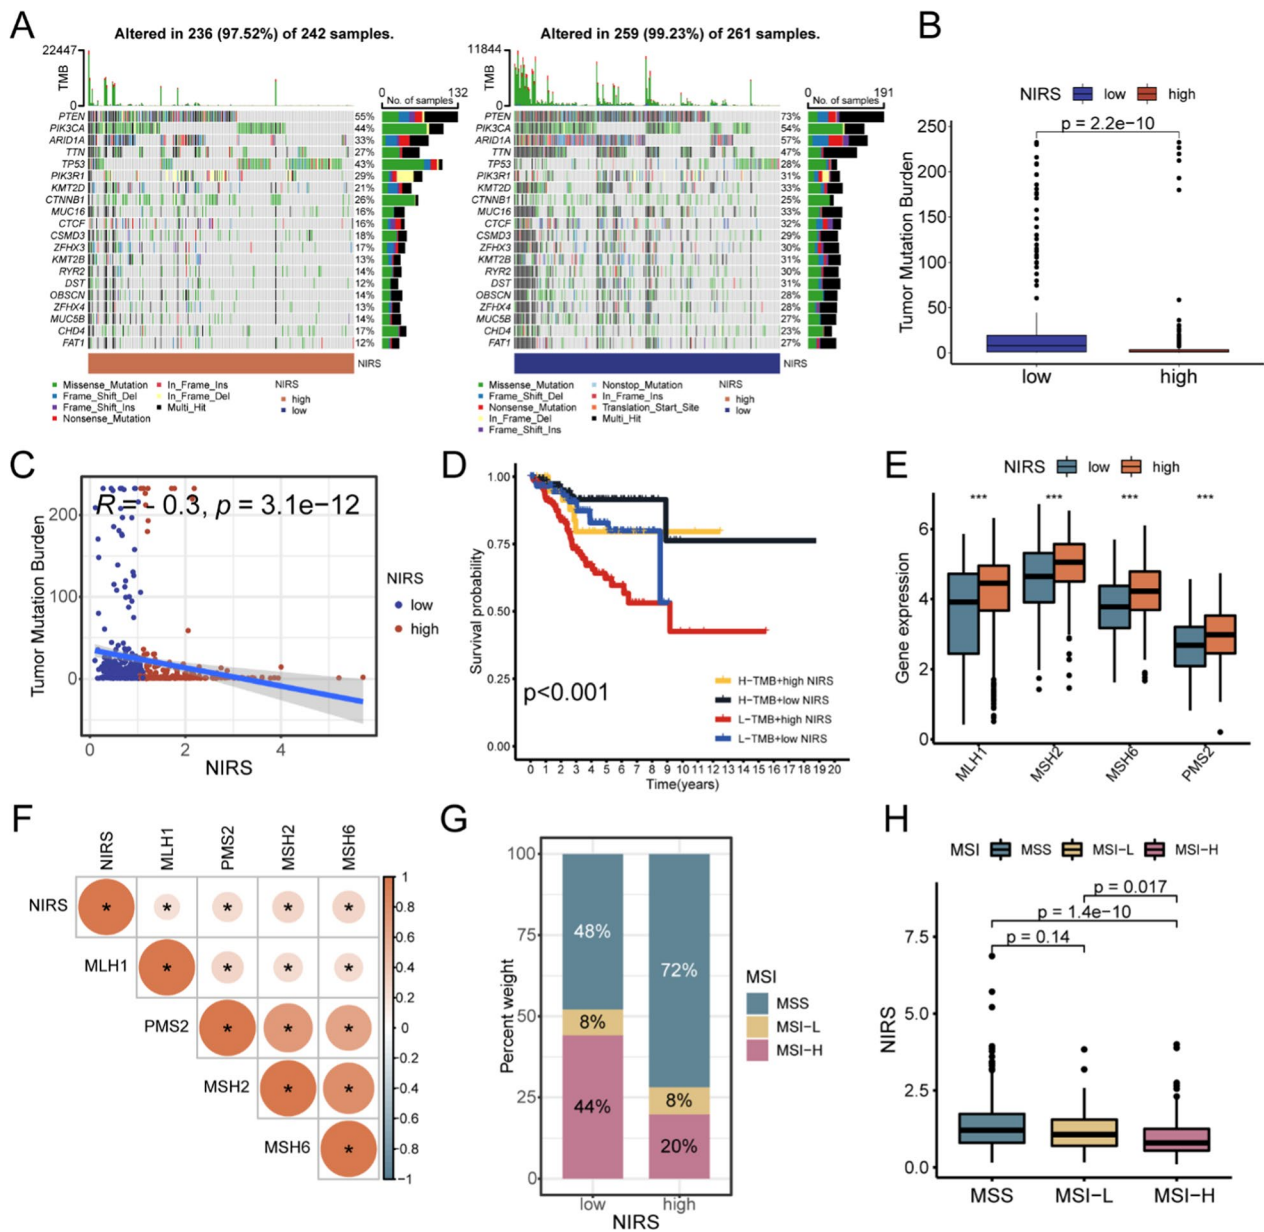 A
Altered in 236 (97.52%) of 242 samples.
22447
TMB
0
0 132
No. of samples
PTEN 55%
PIK3CA 44%
ARID1A 33%
TTN 27%
TP53 43%
PIK3R1 29%
KMT2D 21%
CTNNB1 26%
MUC16 16%
CTCF 16%
CSMD3 18%
ZFHX3 17%
KMT2B 13%
RYR2 14%
DST 12%
OBSCN 14%
ZFHX4 13%
MUC5B 14%
CHD4 17%
FAT1 12%
NIRS
Missense_Mutation
Frame_Shift_Del
Frame_Shift_Ins
Nonsense_Mutation
In_Frame_Ins
In_Frame_Del
Multi_Hit
NIRS
high
low
Altered in 259 (99.23%) of 261 samples.
11844
TMB
0
0 191
No. of samples
PTEN 73%
PIK3CA 54%
ARID1A 57%
TTN 47%
TP53 28%
PIK3R1 31%
KMT2D 33%
CTNNB1 25%
MUC16 33%
CTCF 32%
CSMD3 29%
ZFHX3 30%
KMT2B 31%
RYR2 30%
DST 31%
OBSCN 28%
ZFHX4 28%
MUC5B 27%
CHD4 23%
FAT1 27%
NIRS
Missense_Mutation
Frame_Shift_Del
Nonsense_Mutation
In_Frame_Del
Frame_Shift_Ins
Nonstop_Mutation
In_Frame_Ins
Translation_Start_Site
Multi_Hit
NIRS
high
low
B
NIRS low high
p = 2.2e−10
Tumor Mutation Burden
250
200
150
100
50
0
low high
C
R = − 0.3, p = 3.1e−12
Tumor Mutation Burden
200
100
0
0 2 4
NIRS
NIRS
low
high
D
Survival probability
1.00
0.75
0.50
0.25
0.00
p<0.001
H−TMB+high NIRS
H−TMB+low NIRS
L−TMB+high NIRS
L−TMB+low NIRS
0 1 2 3 4 5 6 7 8 9 10 11 12 13 14 15 16 17 18 19 20
Time(years)
E
NIRS low high
*** *** *** ***
Gene expression
6
4
2
0
MLH1 MSH2 MSH6 PMS2
F
NIRS MLH1 PMS2 MSH2 MSH6
NIRS * * * * *
MLH1 * * * *
PMS2 * * *
MSH2 * *
MSH6 *
1
0.8
0.6
0.4
0.2
0
−0.2
−0.4
−0.6
−0.8
−1
G
Percent weight
100
75
50
25
0
48%
8%
44%
72%
8%
20%
low high
NIRS
MSI
MSS
MSI−L
MSI−H
H
MSI MSS MSI−L MSI−H
p = 0.017
p = 1.4e−10
p = 0.14
NIRS
7.5
5.0
2.5
0.0
MSS MSI−L MSI−H